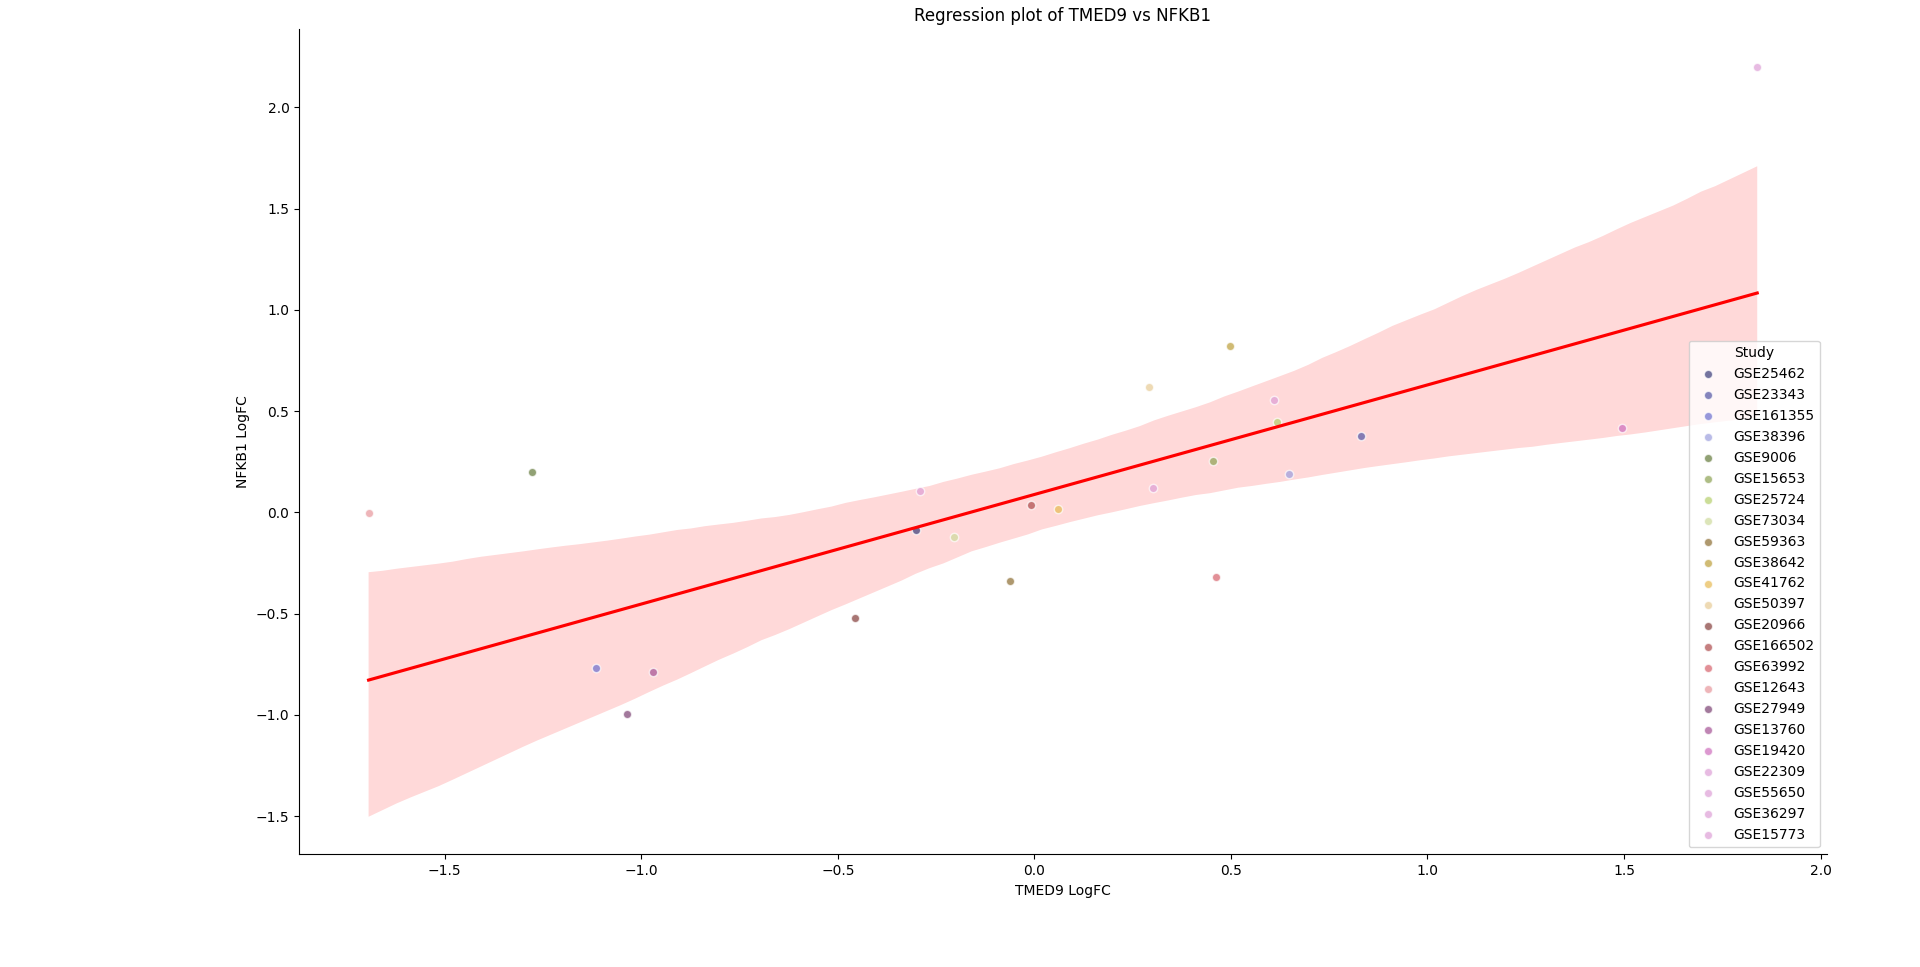 Regression plot of TMED9 vs NFKB1
NFKB1 LogFC
2.0
1.5
1.0
0.5
0.0
−0.5
−1.0
−1.5
−1.5
−1.0
−0.5
0.0
0.5
1.0
1.5
2.0
TMED9 LogFC
Study
GSE25462
GSE23343
GSE161355
GSE38396
GSE9006
GSE15653
GSE25724
GSE73034
GSE59363
GSE38642
GSE41762
GSE50397
GSE20966
GSE166502
GSE63992
GSE12643
GSE27949
GSE13760
GSE19420
GSE22309
GSE55650
GSE36297
GSE15773